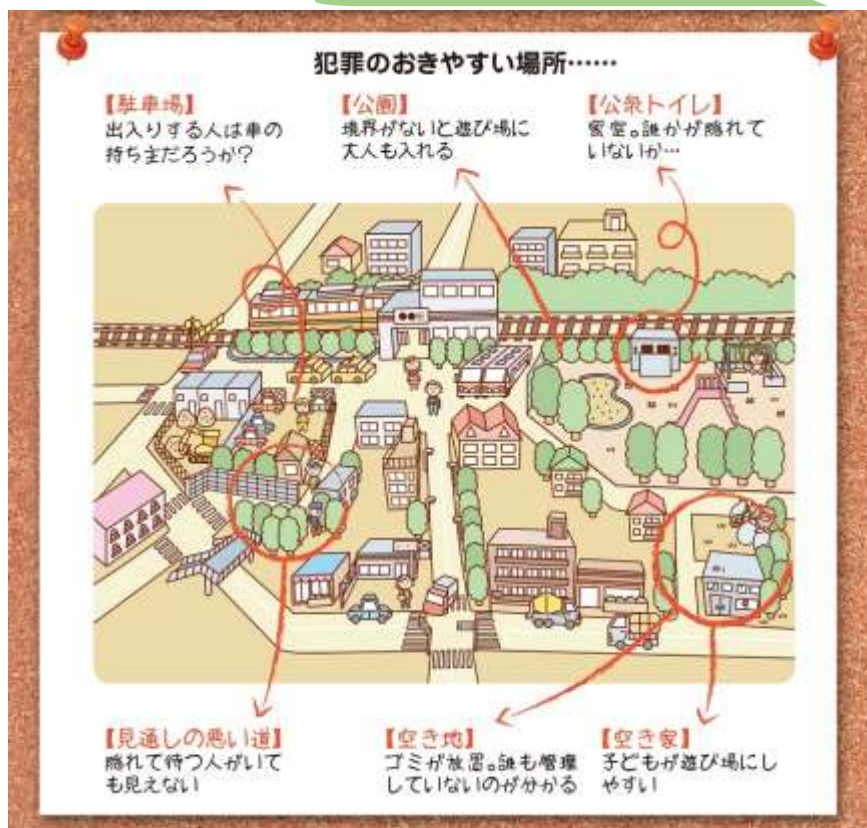 犯罪のおきやすい場所……
【駐車場】
出入りする人は車の
持ち主だろうか?
【公園】
境界がないと遊び場に
大人も入れる
【公衆トイレ】
密室。誰かが隠れて
いないか…
【見通しの悪い道】
隠れて待つ人がいて
も見えない
【空き地】
ゴミが放置。誰も管理
していないのが分かる
【空き家】
子どもが遊び場にし
やすい